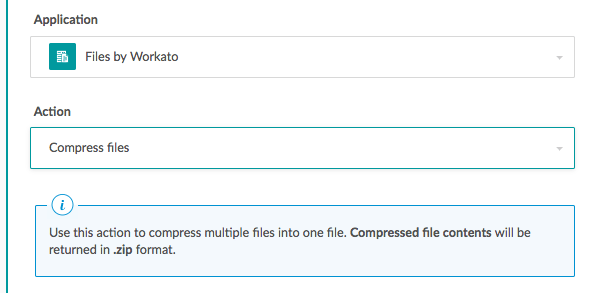 Application
Files by Workato
Action
Compress files
i
Use this action to compress multiple files into one file. Compressed file contents will be
returned in .zip format.